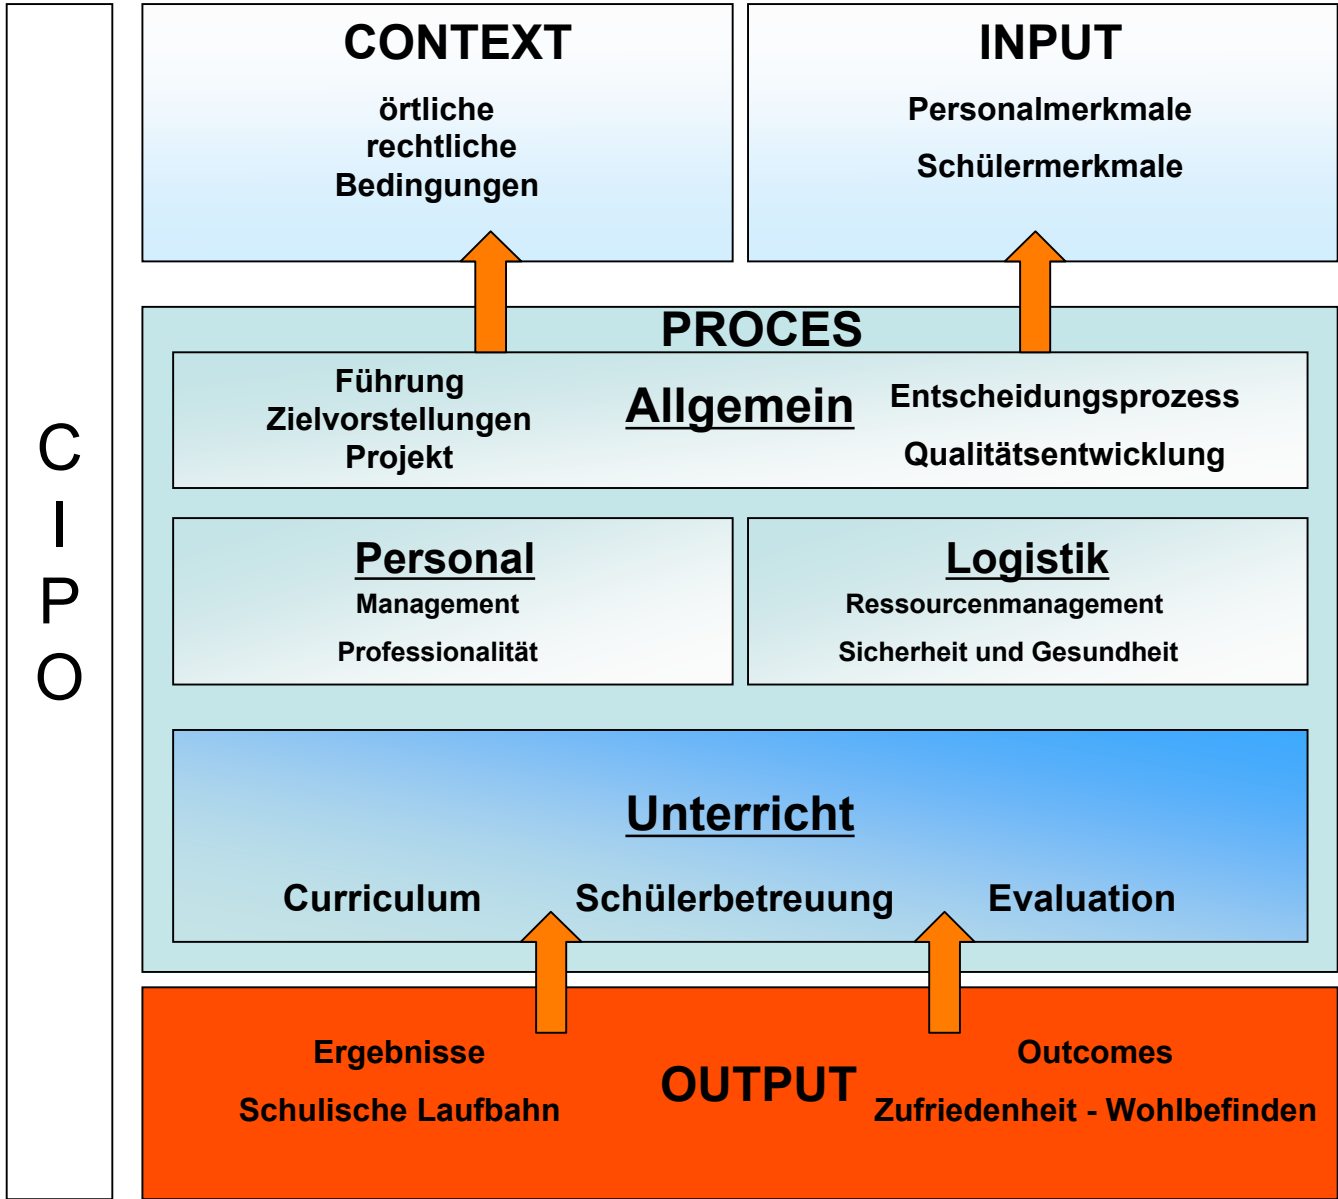 C
I
P
O
CONTEXT
örtliche
rechtliche
Bedingungen
INPUT
Personalmerkmale
Schülermerkmale
PROCES
Führung
Zielvorstellungen
Projekt
Allgemein
Entscheidungsprozess
Qualitätsentwicklung
Personal
Management
Professionalität
Logistik
Ressourcenmanagement
Sicherheit und Gesundheit
Unterricht
Curriculum
Schülerbetreuung
Evaluation
Ergebnisse
Schulische Laufbahn
OUTPUT
Outcomes
Zufriedenheit - Wohlbefinden